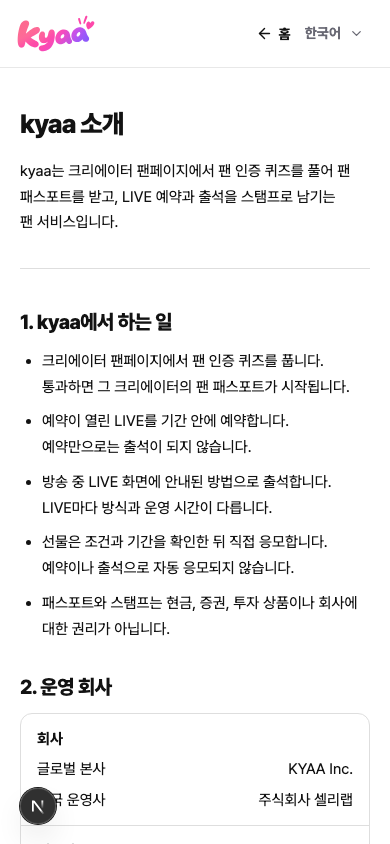 kyaa
← 홈 한국어
kyaa 소개
kyaa는 크리에이터 팬페이지에서 팬 인증 퀴즈를 풀어 팬
패스포트를 받고, LIVE 예약과 출석을 스탬프로 남기는
팬 서비스입니다.
1. kyaa에서 하는 일
• 크리에이터 팬페이지에서 팬 인증 퀴즈를 풉니다.
통과하면 그 크리에이터의 팬 패스포트가 시작됩니다.
• 예약이 열린 LIVE를 기간 안에 예약합니다.
예약만으로는 출석이 되지 않습니다.
• 방송 중 LIVE 화면에 안내된 방법으로 출석합니다.
LIVE마다 방식과 운영 시간이 다릅니다.
• 선물은 조건과 기간을 확인한 뒤 직접 응모합니다.
예약이나 출석으로 자동 응모되지 않습니다.
• 패스포트와 스탬프는 현금, 증권, 투자 상품이나 회사에
대한 권리가 아닙니다.
2. 운영 회사
회사
글로벌 본사 KYAA Inc.
운영사 주식회사 셀리랩
N